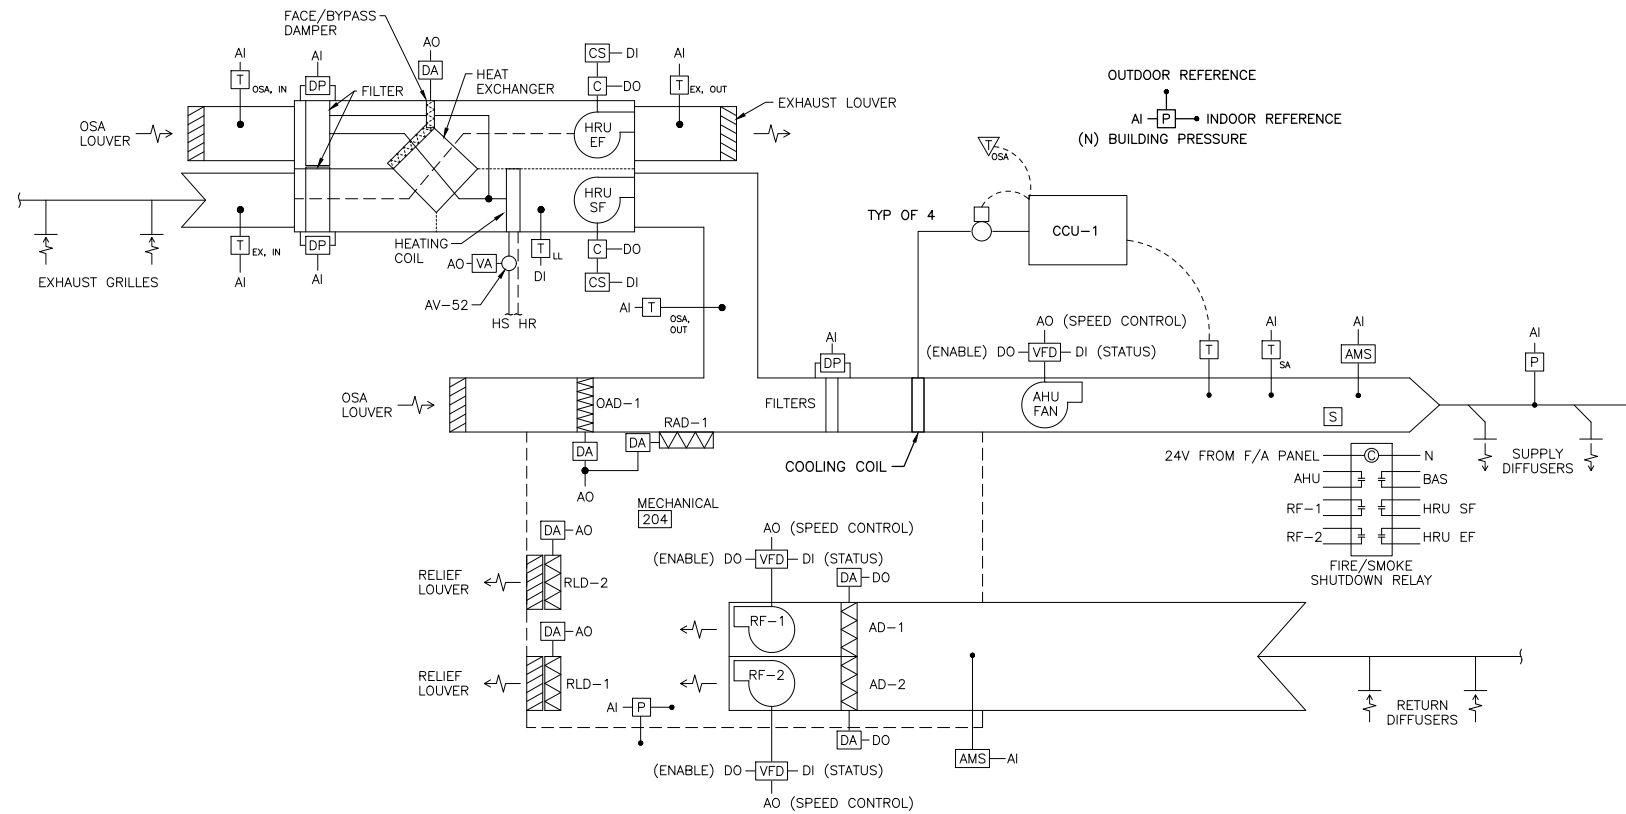 FACE/BYPASS
DAMPER
AO
DA
HEAT
EXCHANGER
AI
T
OSA, IN
AI
DP
FILTER
CS
DI
C
DO
AI
T
EX, OUT
EXHAUST LOUVER
OSA
LOUVER
HRU
EF
HRU
SF
T
EX, IN
AI
DP
AI
EXHAUST GRILLES
HEATING
COIL
AO
VA
AV-52
HS HR
T
LL
DI
C
DO
CS
DI
AI
T
OSA,
OUT
OUTDOOR REFERENCE
AI
P
INDOOR REFERENCE
(N) BUILDING PRESSURE
T
OSA
TYP OF 4
CCU-1
OSA
LOUVER
OAD-1
RAD-1
DA
DA
AO
AI
DP
FILTERS
COOLING COIL
AO (SPEED CONTROL)
(ENABLE) DO
VFD
DI (STATUS)
AHU
FAN
T
AI
T
SA
AI
AMS
S
AI
P
SUPPLY
DIFFUSERS
24V FROM F/A PANEL
C
N
AHU
BAS
RF-1
HRU SF
RF-2
HRU EF
FIRE/SMOKE
SHUTDOWN RELAY
MECHANICAL
204
DA
AO
RELIEF
LOUVER
RLD-2
DA
AO
RELIEF
LOUVER
RLD-1
AI
P
AO (SPEED CONTROL)
(ENABLE) DO
VFD
DI (STATUS)
DA
DO
RF-1
AD-1
RF-2
AD-2
DA
DO
(ENABLE) DO
VFD
DI (STATUS)
AO (SPEED CONTROL)
AMS
AI
RETURN
DIFFUSERS